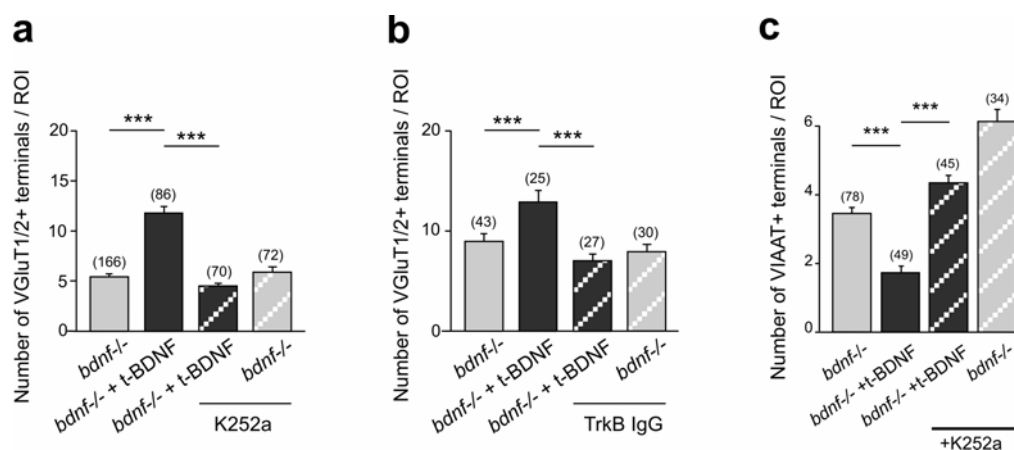 a
Number of VGluT1/2+ terminals / ROI
20
15
10
5
0
***
***
(166)
(86)
(70)
(72)
bdnf-/-
bdnf-/- + t-BDNF
bdnf-/- + t-BDNF
bdnf-/-
K252a
b
Number of VGluT1/2+ terminals / ROI
20
10
0
***
***
(43)
(25)
(27)
(30)
bdnf-/-
bdnf-/- + t-BDNF
bdnf-/- + t-BDNF
bdnf-/-
TrkB IgG
c
Number of VIAAT+ terminals / ROI
6
4
2
0
***
***
(78)
(49)
(45)
(34)
bdnf-/-
bdnf-/- +t-BDNF
bdnf-/- +t-BDNF
bdnf-/-
+K252a